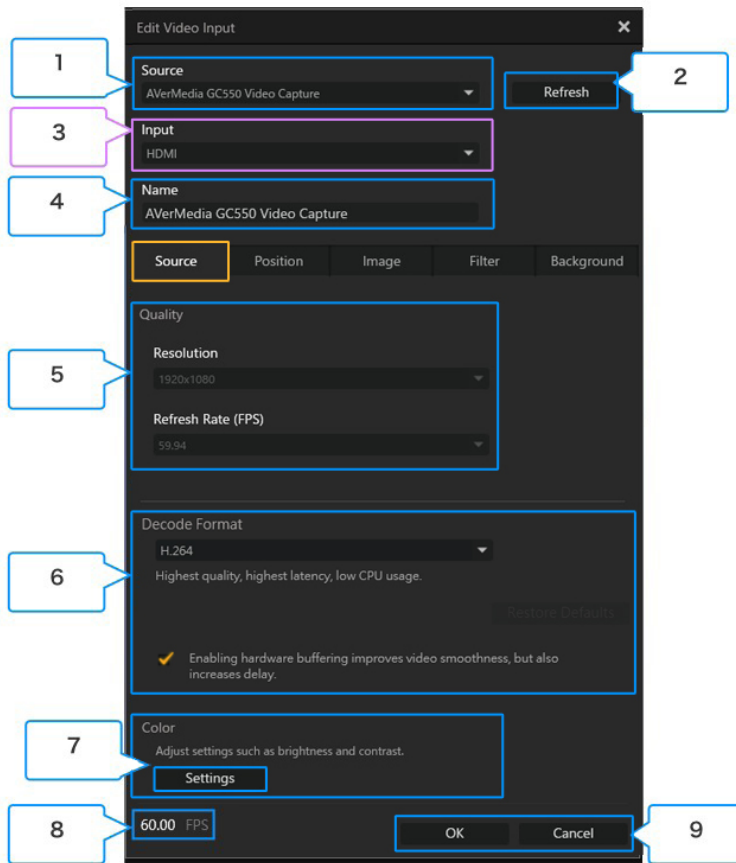 Edit Video Input
1
Source
AVerMedia GC550 Video Capture
Refresh
2
3
Input
HDMI
4
Name
AVerMedia GC550 Video Capture
Source Position Image Filter Background
5
Quality
Resolution
1920x1080
Refresh Rate (FPS)
59.94
6
Decode Format
H.264
Highest quality, highest latency, low CPU usage.
Restore Defaults
Enabling hardware buffering improves video smoothness, but also
increases delay.
7
Color
Adjust settings such as brightness and contrast.
Settings
8
60.00 FPS
OK Cancel
9